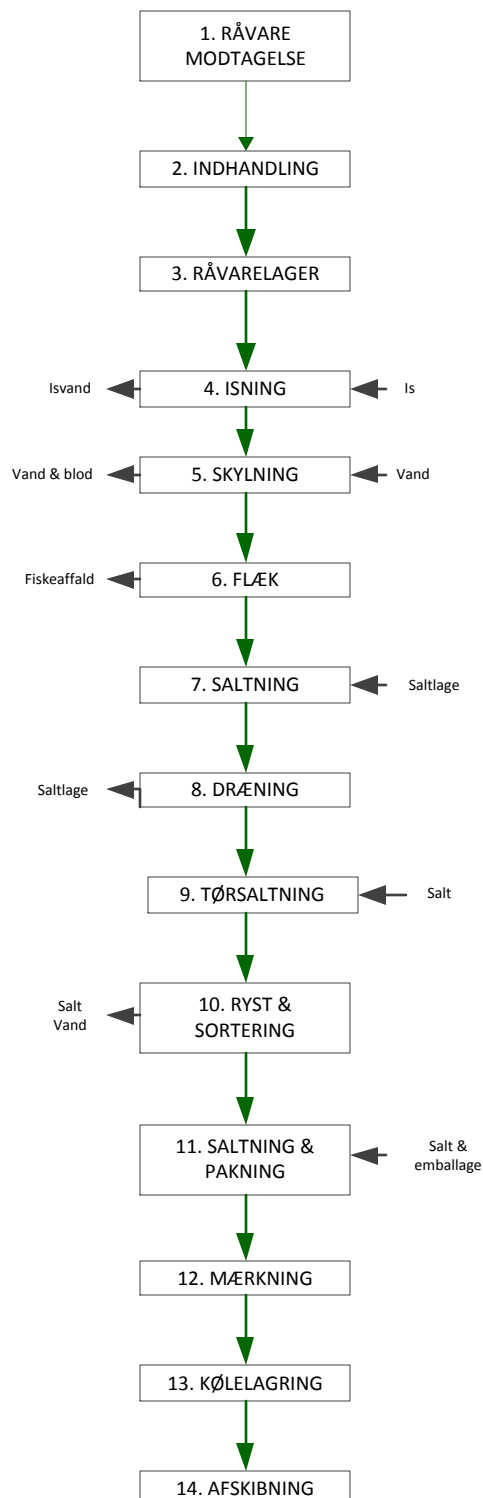 1. RÅVARE
MODTAGELSE
2. INDHANDLING
3. RÅVARELAGER
Isvand
4. ISNING
Is
Vand & blod
5. SKYLNING
Vand
Fiskeaffald
6. FLÆK
7. SALTNING
Saltlage
Saltlage
8. DRÆNING
9. TØRSALTNING
Salt
Salt
Vand
10. RYST &
SORTERING
11. SALTNING &
PAKNING
Salt &
emballage
12. MÆRKNING
13. KØLELAGRING
14. AFSKIBNING